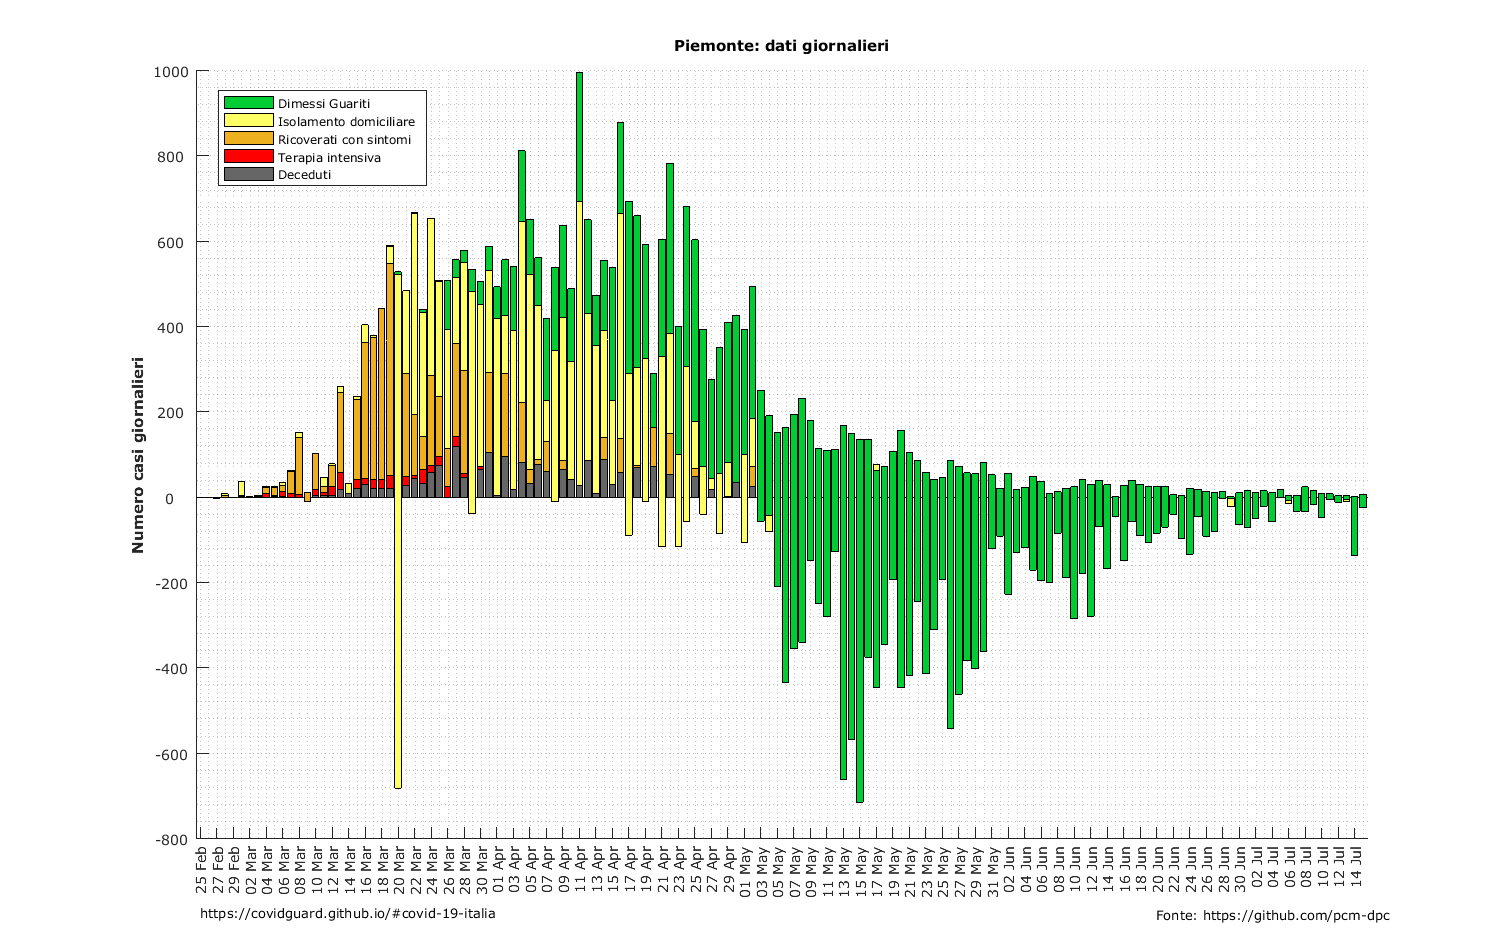 Piemonte: dati giornalieri
1000
800
600
400
200
0
-200
-400
-600
-800
Numero casi giornalieri
Dimessi Guariti
Isolamento domiciliare
Ricoverati con sintomi
Terapia intensiva
Deceduti
25 Feb
27 Feb
29 Feb
02 Mar
04 Mar
06 Mar
08 Mar
10 Mar
12 Mar
14 Mar
16 Mar
18 Mar
20 Mar
22 Mar
24 Mar
26 Mar
28 Mar
30 Mar
01 Apr
03 Apr
05 Apr
07 Apr
09 Apr
11 Apr
13 Apr
15 Apr
17 Apr
19 Apr
21 Apr
23 Apr
25 Apr
27 Apr
29 Apr
01 May
03 May
05 May
07 May
09 May
11 May
13 May
15 May
17 May
19 May
21 May
23 May
25 May
27 May
29 May
31 May
02 Jun
04 Jun
06 Jun
08 Jun
10 Jun
12 Jun
14 Jun
16 Jun
18 Jun
20 Jun
22 Jun
24 Jun
26 Jun
28 Jun
30 Jun
02 Jul
04 Jul
06 Jul
08 Jul
10 Jul
12 Jul
14 Jul
https://covidguard.github.io/#covid-19-italia
Fonte: https://github.com/pcm-dpc